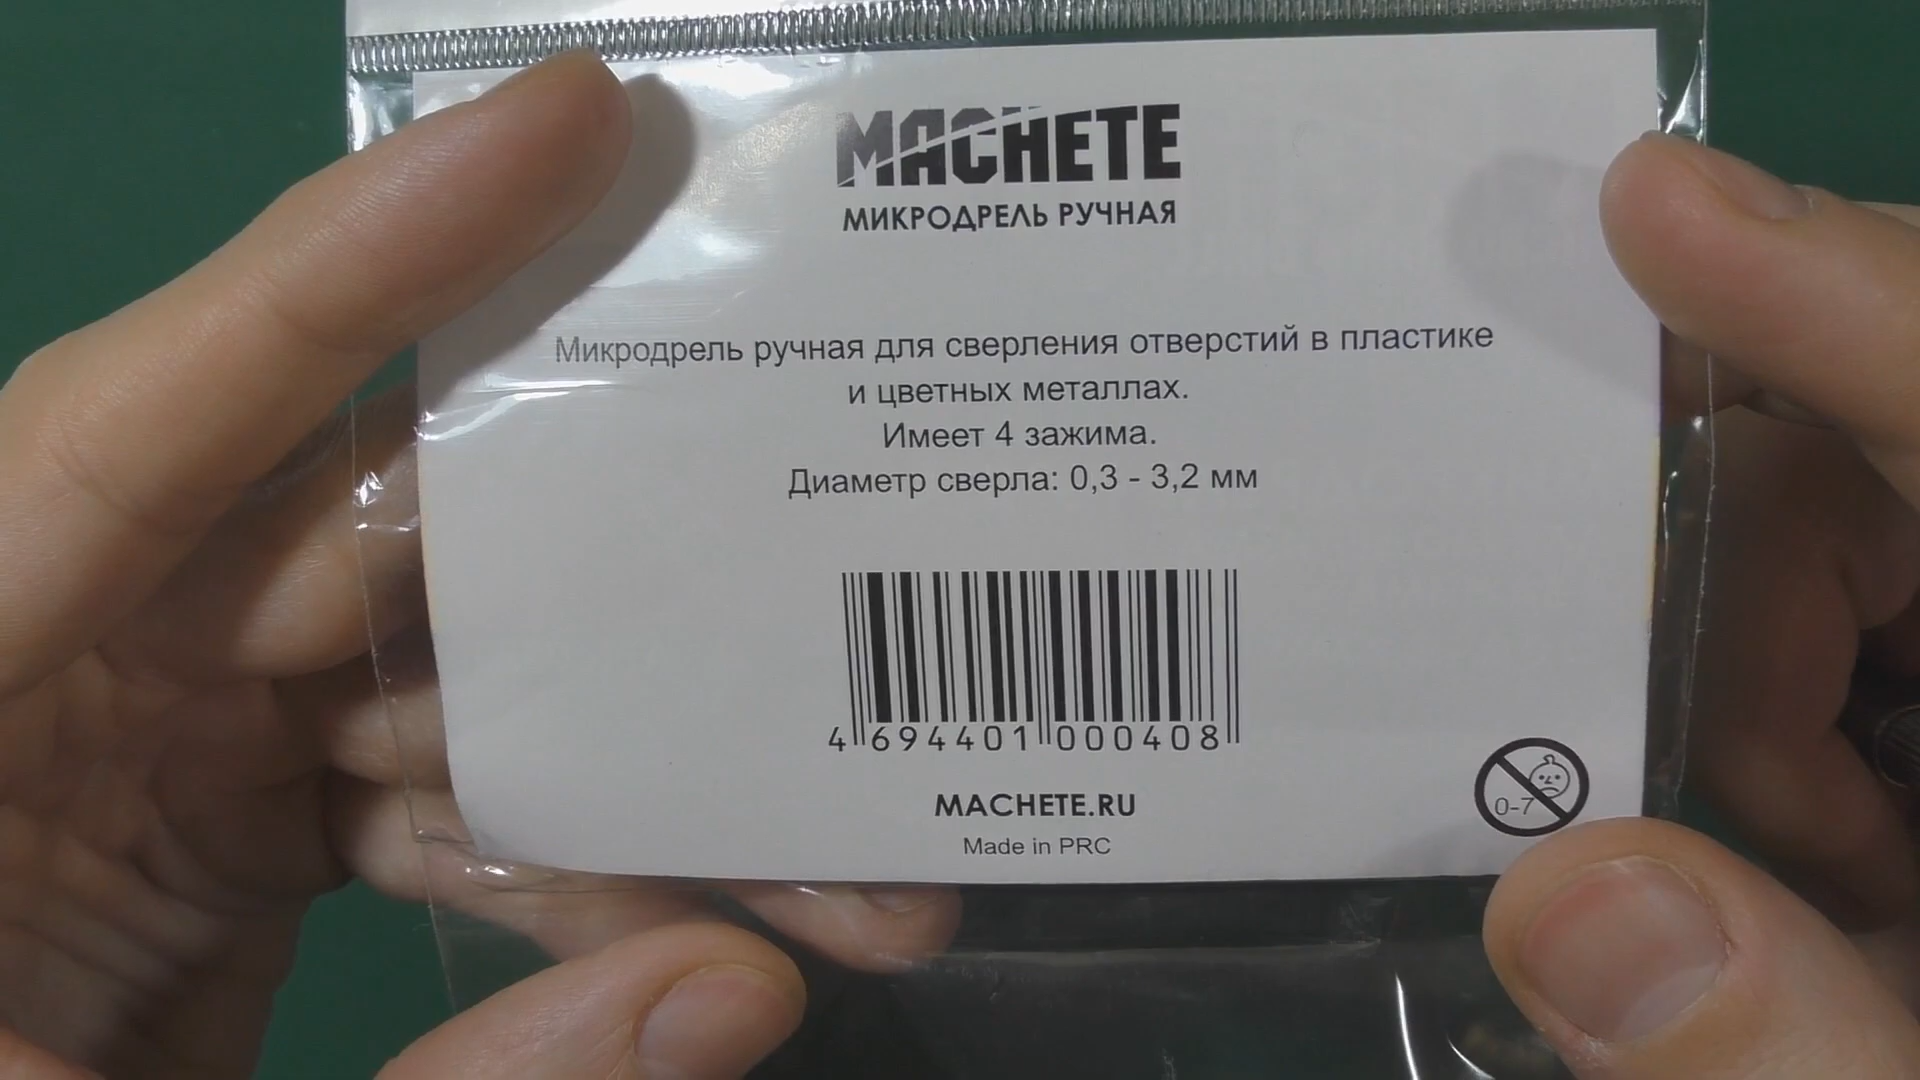 MACHETE
МИКРОДРЕЛЬ РУЧНАЯ
Микродрель ручная для сверления отверстий в пластике
и цветных металлах.
Имеет 4 зажима.
Диаметр сверла: 0,3 - 3,2 мм
4 694401 000408
MACHETE.RU
Made in PRC
0-7